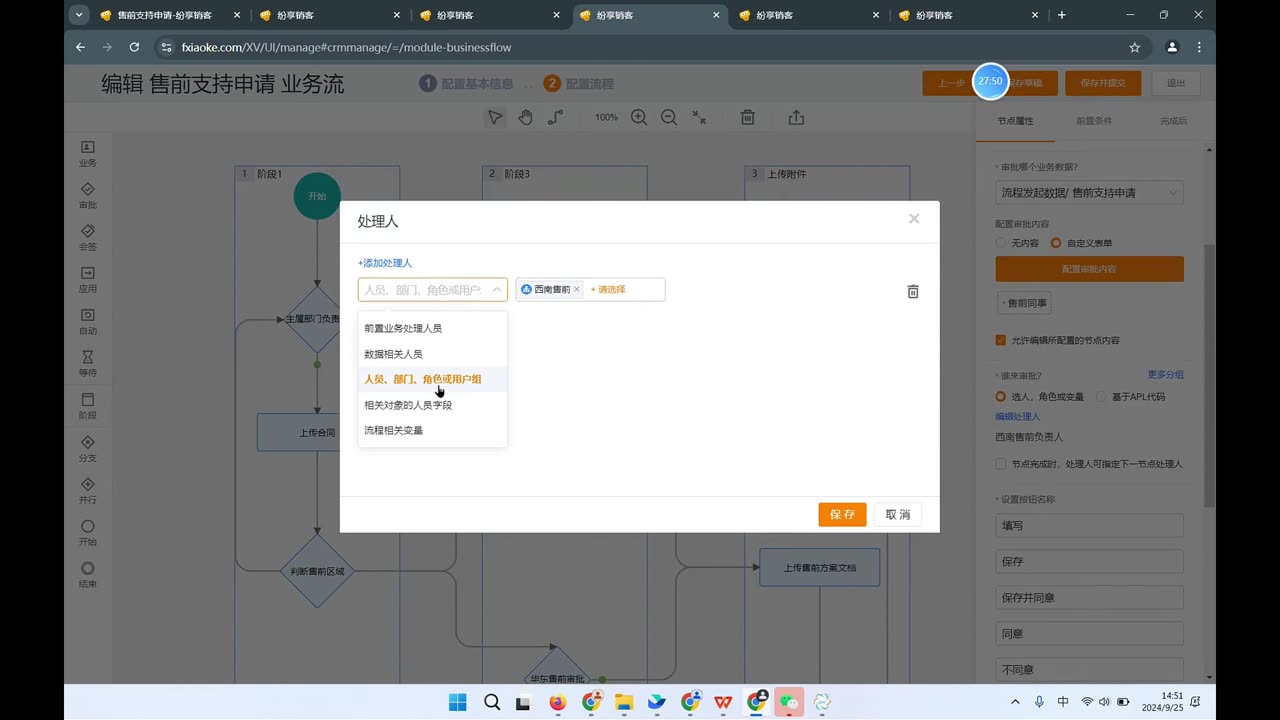 售前支持申请-纷享销客
纷享销客
纷享销客
纷享销客
纷享销客
纷享销客
fxiaoke.com/XV/UI/manage#crmmanage/=/module-businessflow
编辑 售前支持申请 业务流
1 配置基本信息
2 配置流程
上一步
27:50
保存草稿
保存并提交
退出
100%
节点属性
前置条件
完成后
业务
审批
会签
应用
自动
等待
阶段
分支
并行
开始
结束
1 阶段1
2 阶段3
3 上传附件
开始
主属部门负责
上传合同
判断售前区域
华东售前审批
上传售前方案文档
处理人
+添加处理人
人员、部门、角色或用户
西南售前
+ 请选择
前置业务处理人员
数据相关人员
人员、部门、角色或用户组
相关对象的人员字段
流程相关变量
保 存
取 消
* 审批哪个业务数据?
流程发起数据/ 售前支持申请
配置审批内容
无内容
自定义表单
配置审批内容
* 售前同事
允许编辑所配置的节点内容
* 谁来审批?
更多分组
选人，角色或变量
基于APL代码
编辑处理人
西南售前负责人
节点完成时，处理人可指定下一节点处理人
* 设置按钮名称
填写
保存
保存并同意
同意
不同意
中
14:51
2024/9/25